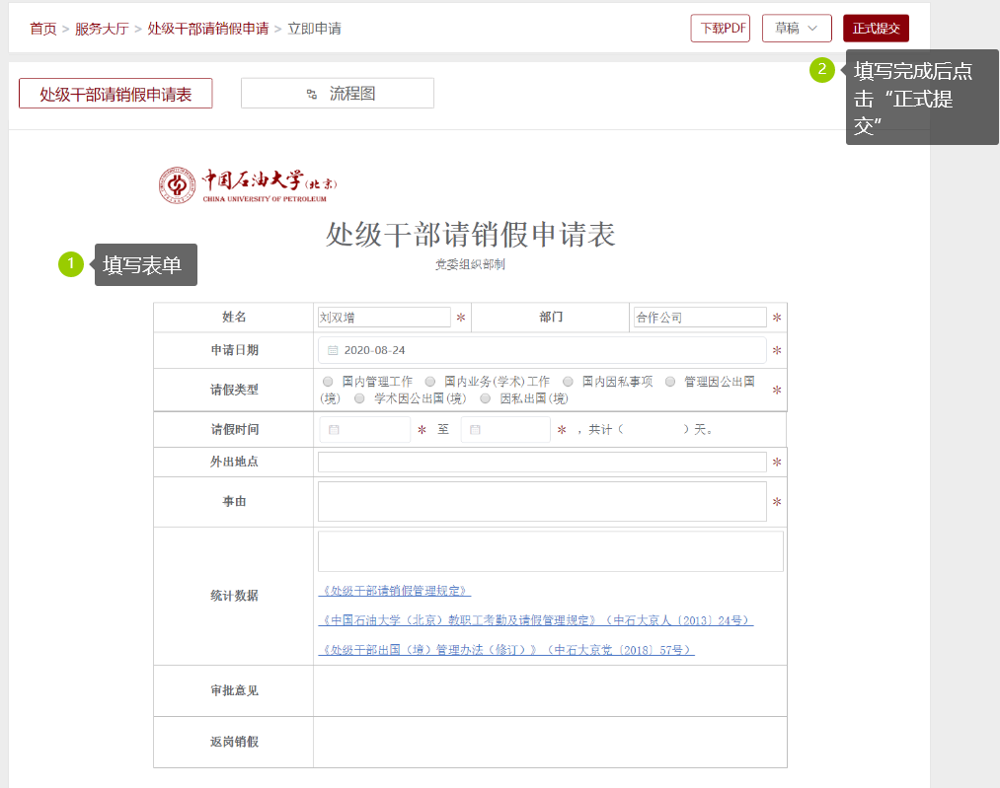 首页 > 服务大厅 > 处级干部请销假申请 > 立即申请
下载PDF
草稿
正式提交
2
填写完成后点
击“正式提
交”
处级干部请销假申请表
流程图
中国石油大学(北京)
CHINA UNIVERSITY OF PETROLEUM
处级干部请销假申请表
党委组织部制
1
填写表单
姓名 刘双增 * 部门 合作公司 *
申请日期 2020-08-24 *
请假类型
国内管理工作 国内业务(学术)工作 国内因私事项 管理因公出国
(境) 学术因公出国(境) 因私出国(境) *
请假时间 * 至 * ，共计（ ）天。
外出地点 *
事由 *
统计数据
《处级干部请销假管理规定》
《中国石油大学（北京）教职工考勤及请假管理规定》（中石大京人〔2013〕24号）
《处级干部出国（境）管理办法（修订）》（中石大京党〔2018〕57号）
审批意见
返岗销假